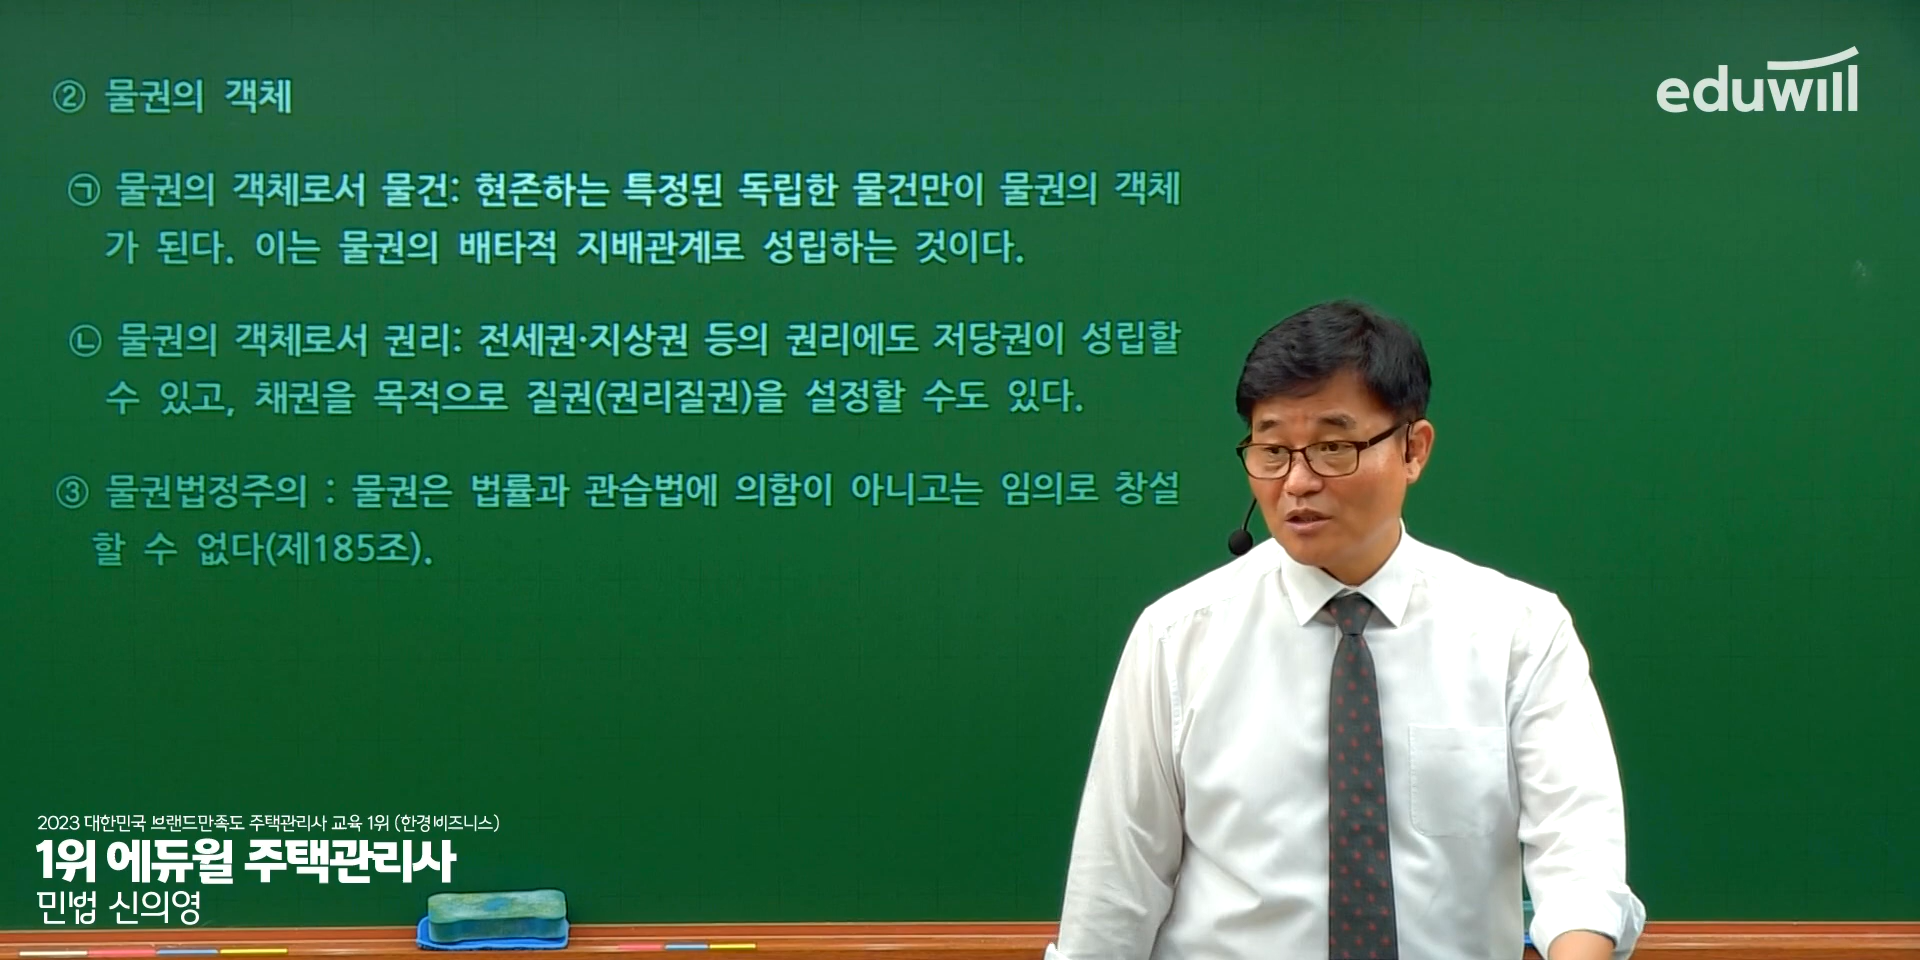 ② 물권의 객체
eduwill
㉠ 물권의 객체로서 물건: 현존하는 특정된 독립한 물건만이 물권의 객체
가 된다. 이는 물권의 배타적 지배관계로 성립하는 것이다.
㉡ 물권의 객체로서 권리: 전세권·지상권 등의 권리에도 저당권이 성립할
수 있고, 채권을 목적으로 질권(권리질권)을 설정할 수도 있다.
③ 물권법정주의 : 물권은 법률과 관습법에 의함이 아니고는 임의로 창설
할 수 없다(제185조).
2023 대한민국 브랜드만족도 주택관리사 교육 1위 (한경비즈니스)
1위 에듀윌 주택관리사
민법 신의영